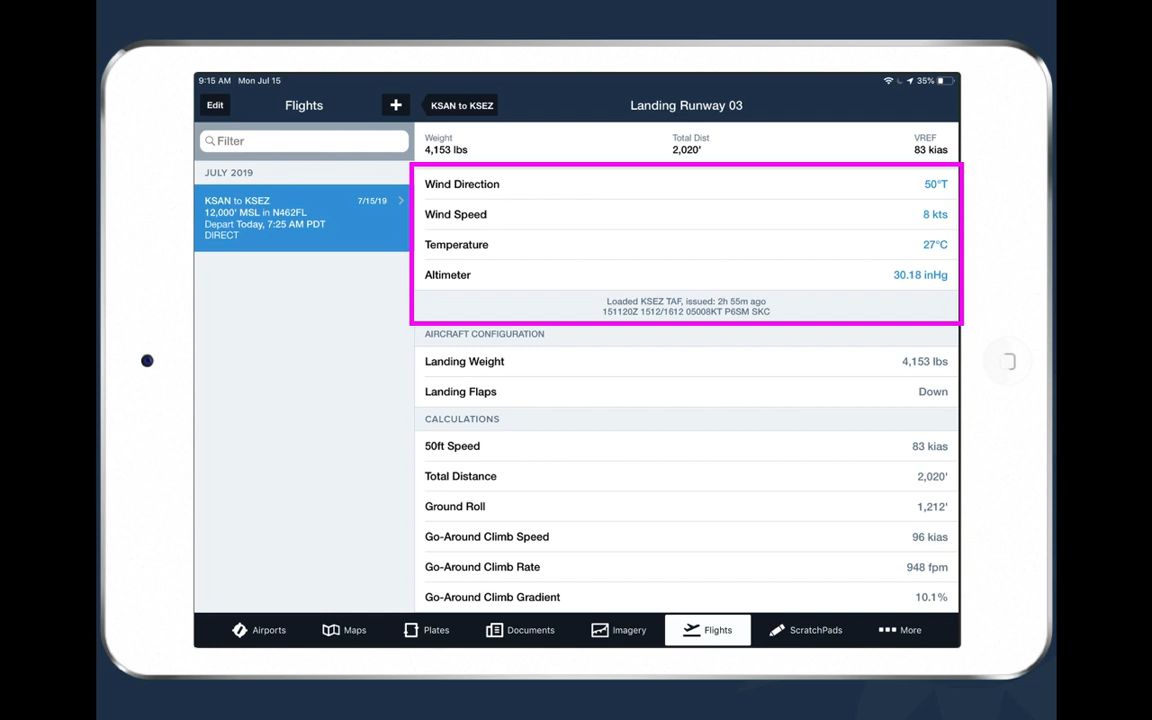 9:15 AM Mon Jul 15
35%
Edit
Flights
+
KSAN to KSEZ
Landing Runway 03
Filter
JULY 2019
KSAN to KSEZ 7/15/19
12,000' MSL in N462FL
Depart Today, 7:25 AM PDT
DIRECT
Weight
4,153 lbs
Total Dist
2,020'
VREF
83 kias
Wind Direction 50°T
Wind Speed 8 kts
Temperature 27°C
Altimeter 30.18 inHg
Loaded KSEZ TAF, issued: 2h 55m ago
151120Z 1512/1612 05008KT P6SM SKC
AIRCRAFT CONFIGURATION
Landing Weight 4,153 lbs
Landing Flaps Down
CALCULATIONS
50ft Speed 83 kias
Total Distance 2,020'
Ground Roll 1,212'
Go-Around Climb Speed 96 kias
Go-Around Climb Rate 948 fpm
Go-Around Climb Gradient 10.1%
Airports Maps Plates Documents Imagery Flights ScratchPads More